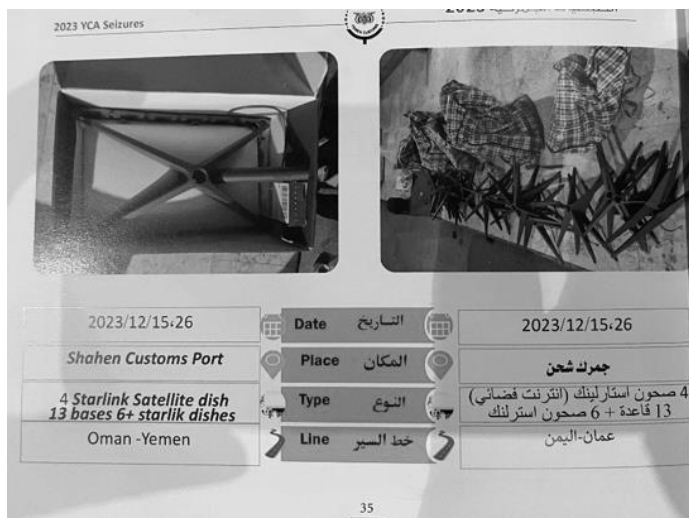 2023 YCA Seizures
2023
2023/12/15،26
Date
التاريخ
2023/12/15،26
Shahen Customs Port
Place
المكان
جمرك شحن
4 Starlink Satellite dish
13 bases 6+ starlik dishes
Type
النوع
4 صحون استارلينك (انترنت فضائي)
13 قاعدة + 6 صحون استرلنك
Oman -Yemen
Line
خط السير
عمان-اليمن
35